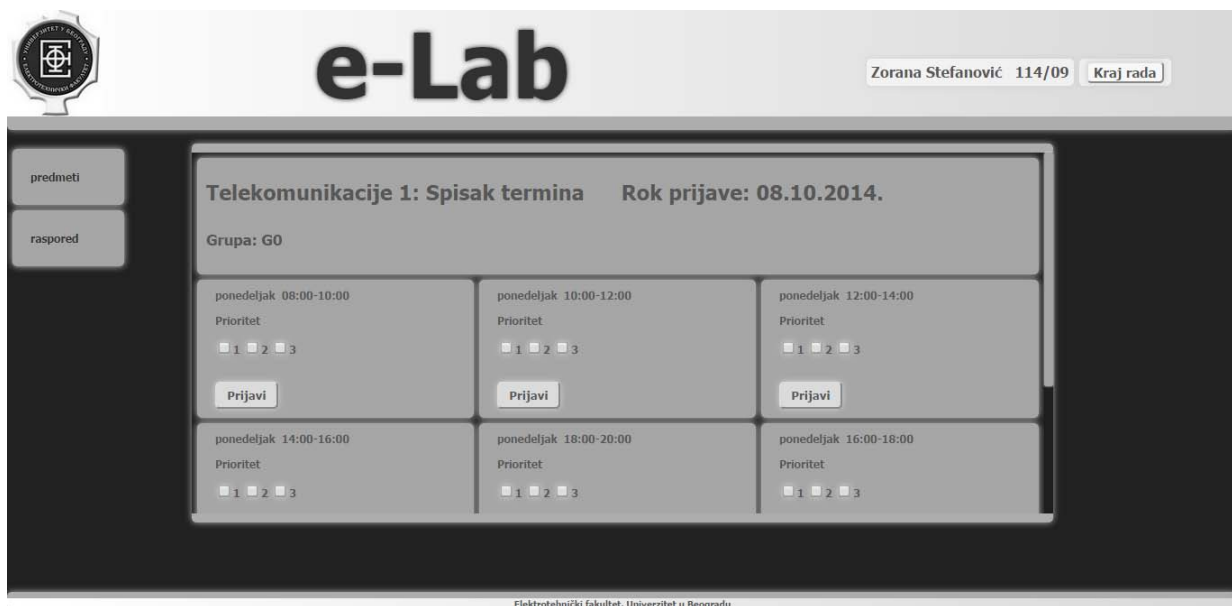 УНИВЕРЗИТЕТ У БЕОГРАДУ
ЕЛЕКТРОТЕХНИЧКИ ФАКУЛТЕТ
e-Lab
Zorana Stefanović 114/09 Kraj rada
predmeti
raspored
Telekomunikacije 1: Spisak termina Rok prijave: 08.10.2014.
Grupa: G0
ponedeljak 08:00-10:00
Prioritet
1 2 3
Prijavi
ponedeljak 10:00-12:00
Prioritet
1 2 3
Prijavi
ponedeljak 12:00-14:00
Prioritet
1 2 3
Prijavi
ponedeljak 14:00-16:00
Prioritet
1 2 3
ponedeljak 18:00-20:00
Prioritet
1 2 3
ponedeljak 16:00-18:00
Prioritet
1 2 3
Elektrotehnički fakultet, Univerzitet u Beogradu